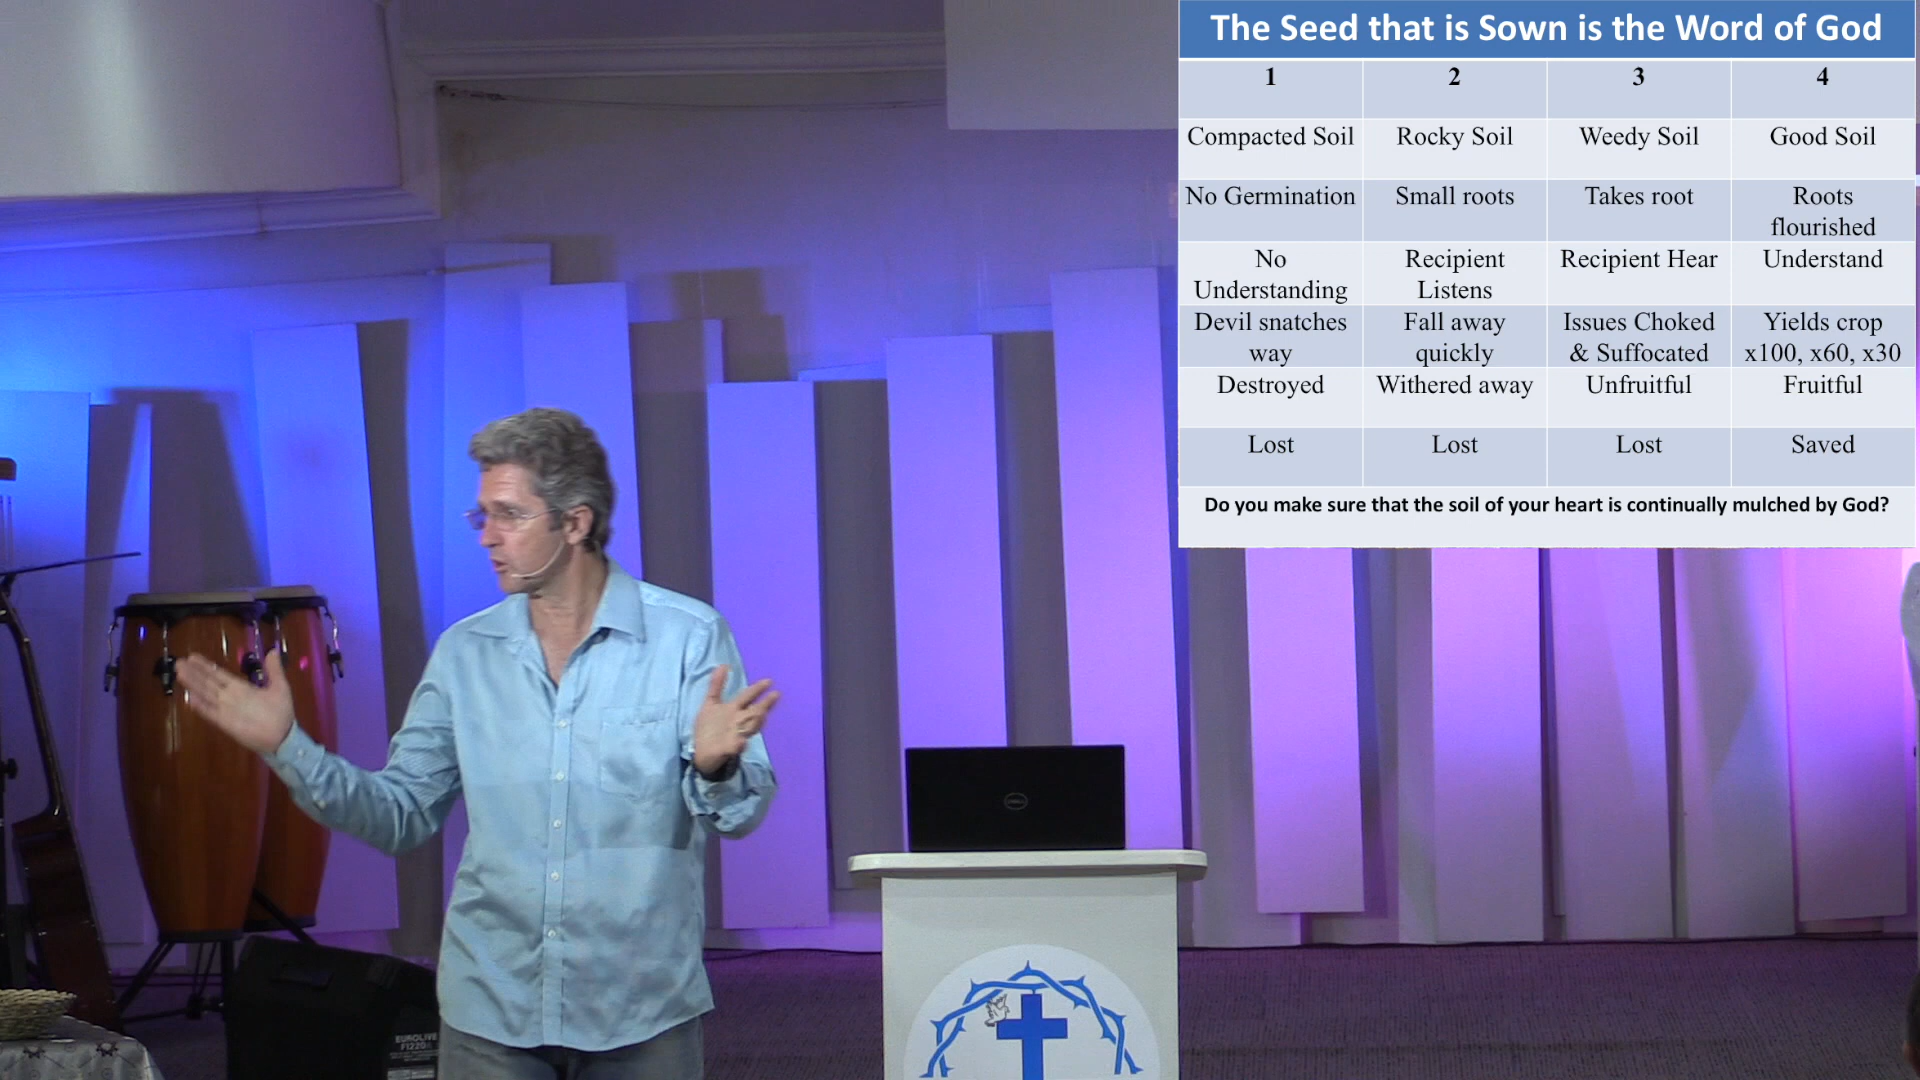 The Seed that is Sown is the Word of God
1 2 3 4
Compacted Soil Rocky Soil Weedy Soil Good Soil
No Germination Small roots Takes root Roots
flourished
No Recipient Recipient Hear Understand
Understanding Listens
Devil snatches Fall away Issues Choked Yields crop
way quickly & Suffocated x100, x60, x30
Destroyed Withered away Unfruitful Fruitful
Lost Lost Lost Saved
Do you make sure that the soil of your heart is continually mulched by God?
DELL
EUROLIVE